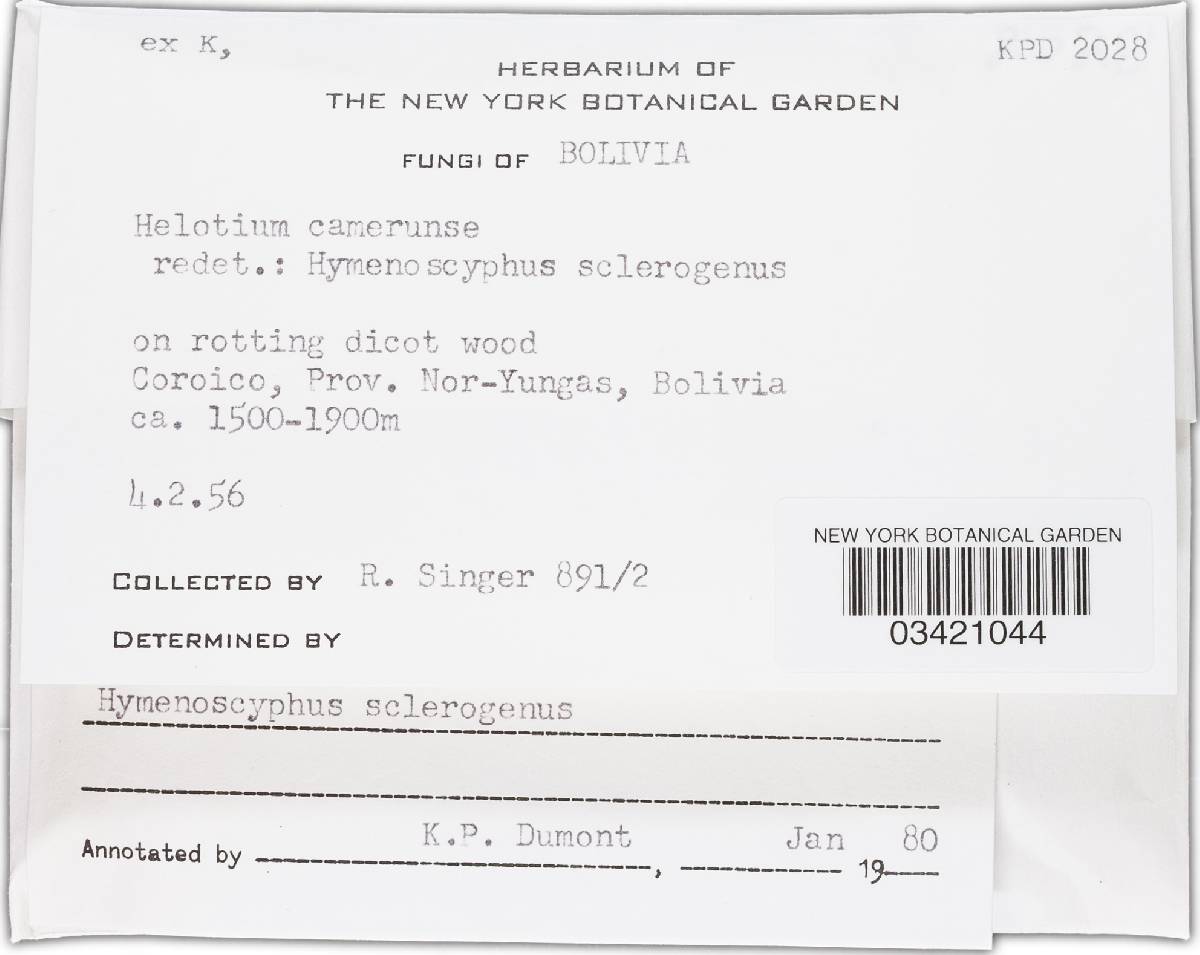 ex K,
KPD 2028
HERBARIUM OF
THE NEW YORK BOTANICAL GARDEN
FUNGI OF BOLIVIA
Helotium camerunse
redet.: Hymenoscyphus sclerogenus
on rotting dicot wood
Coroico, Prov. Nor-Yungas, Bolivia
ca. 1500-1900m
4.2.56
NEW YORK BOTANICAL GARDEN
03421044
COLLECTED BY R. Singer 891/2
DETERMINED BY
Hymenoscyphus sclerogenus
Annotated by K.P. Dumont, Jan 1980